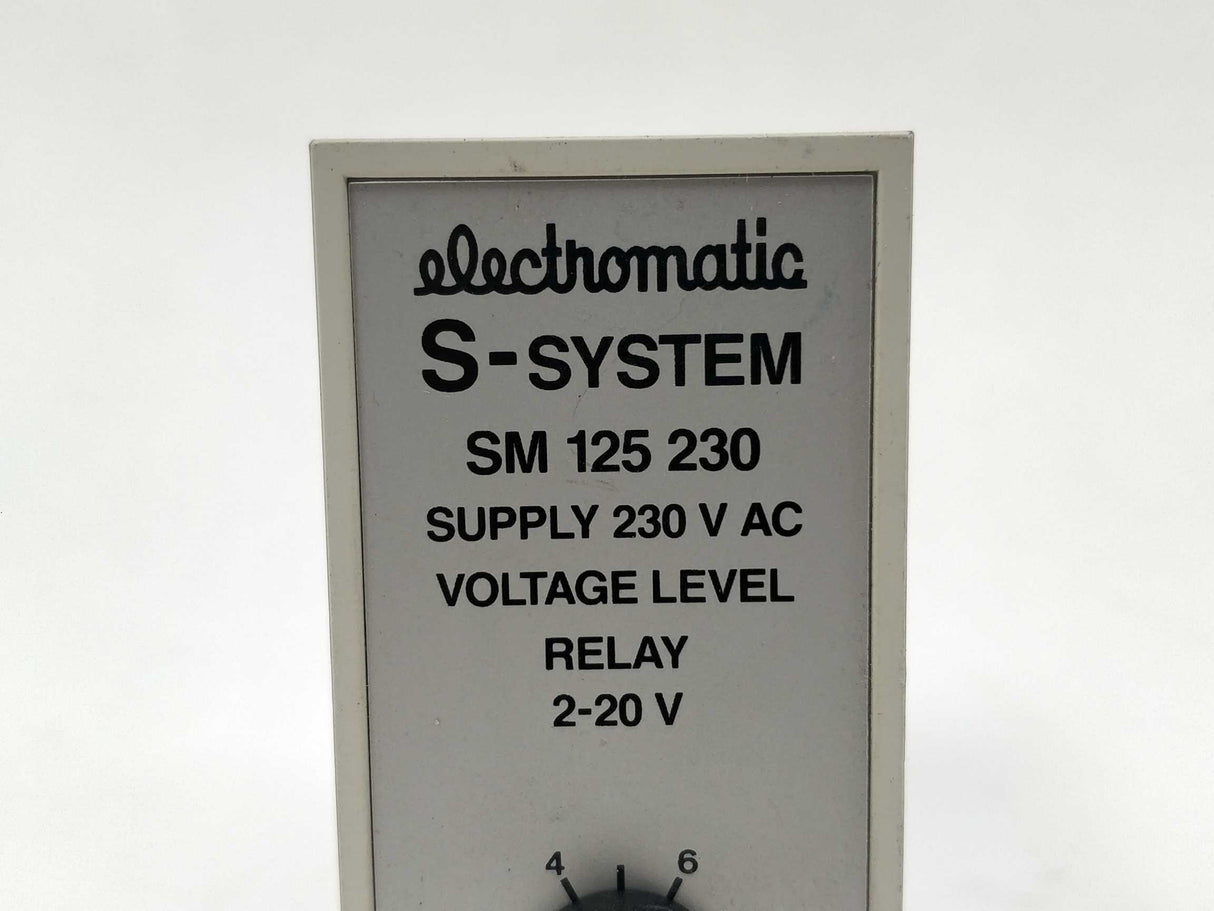 electromatic
S-SYSTEM
SM 125 230
SUPPLY 230 V AC
VOLTAGE LEVEL
RELAY
2-20 V
4 6